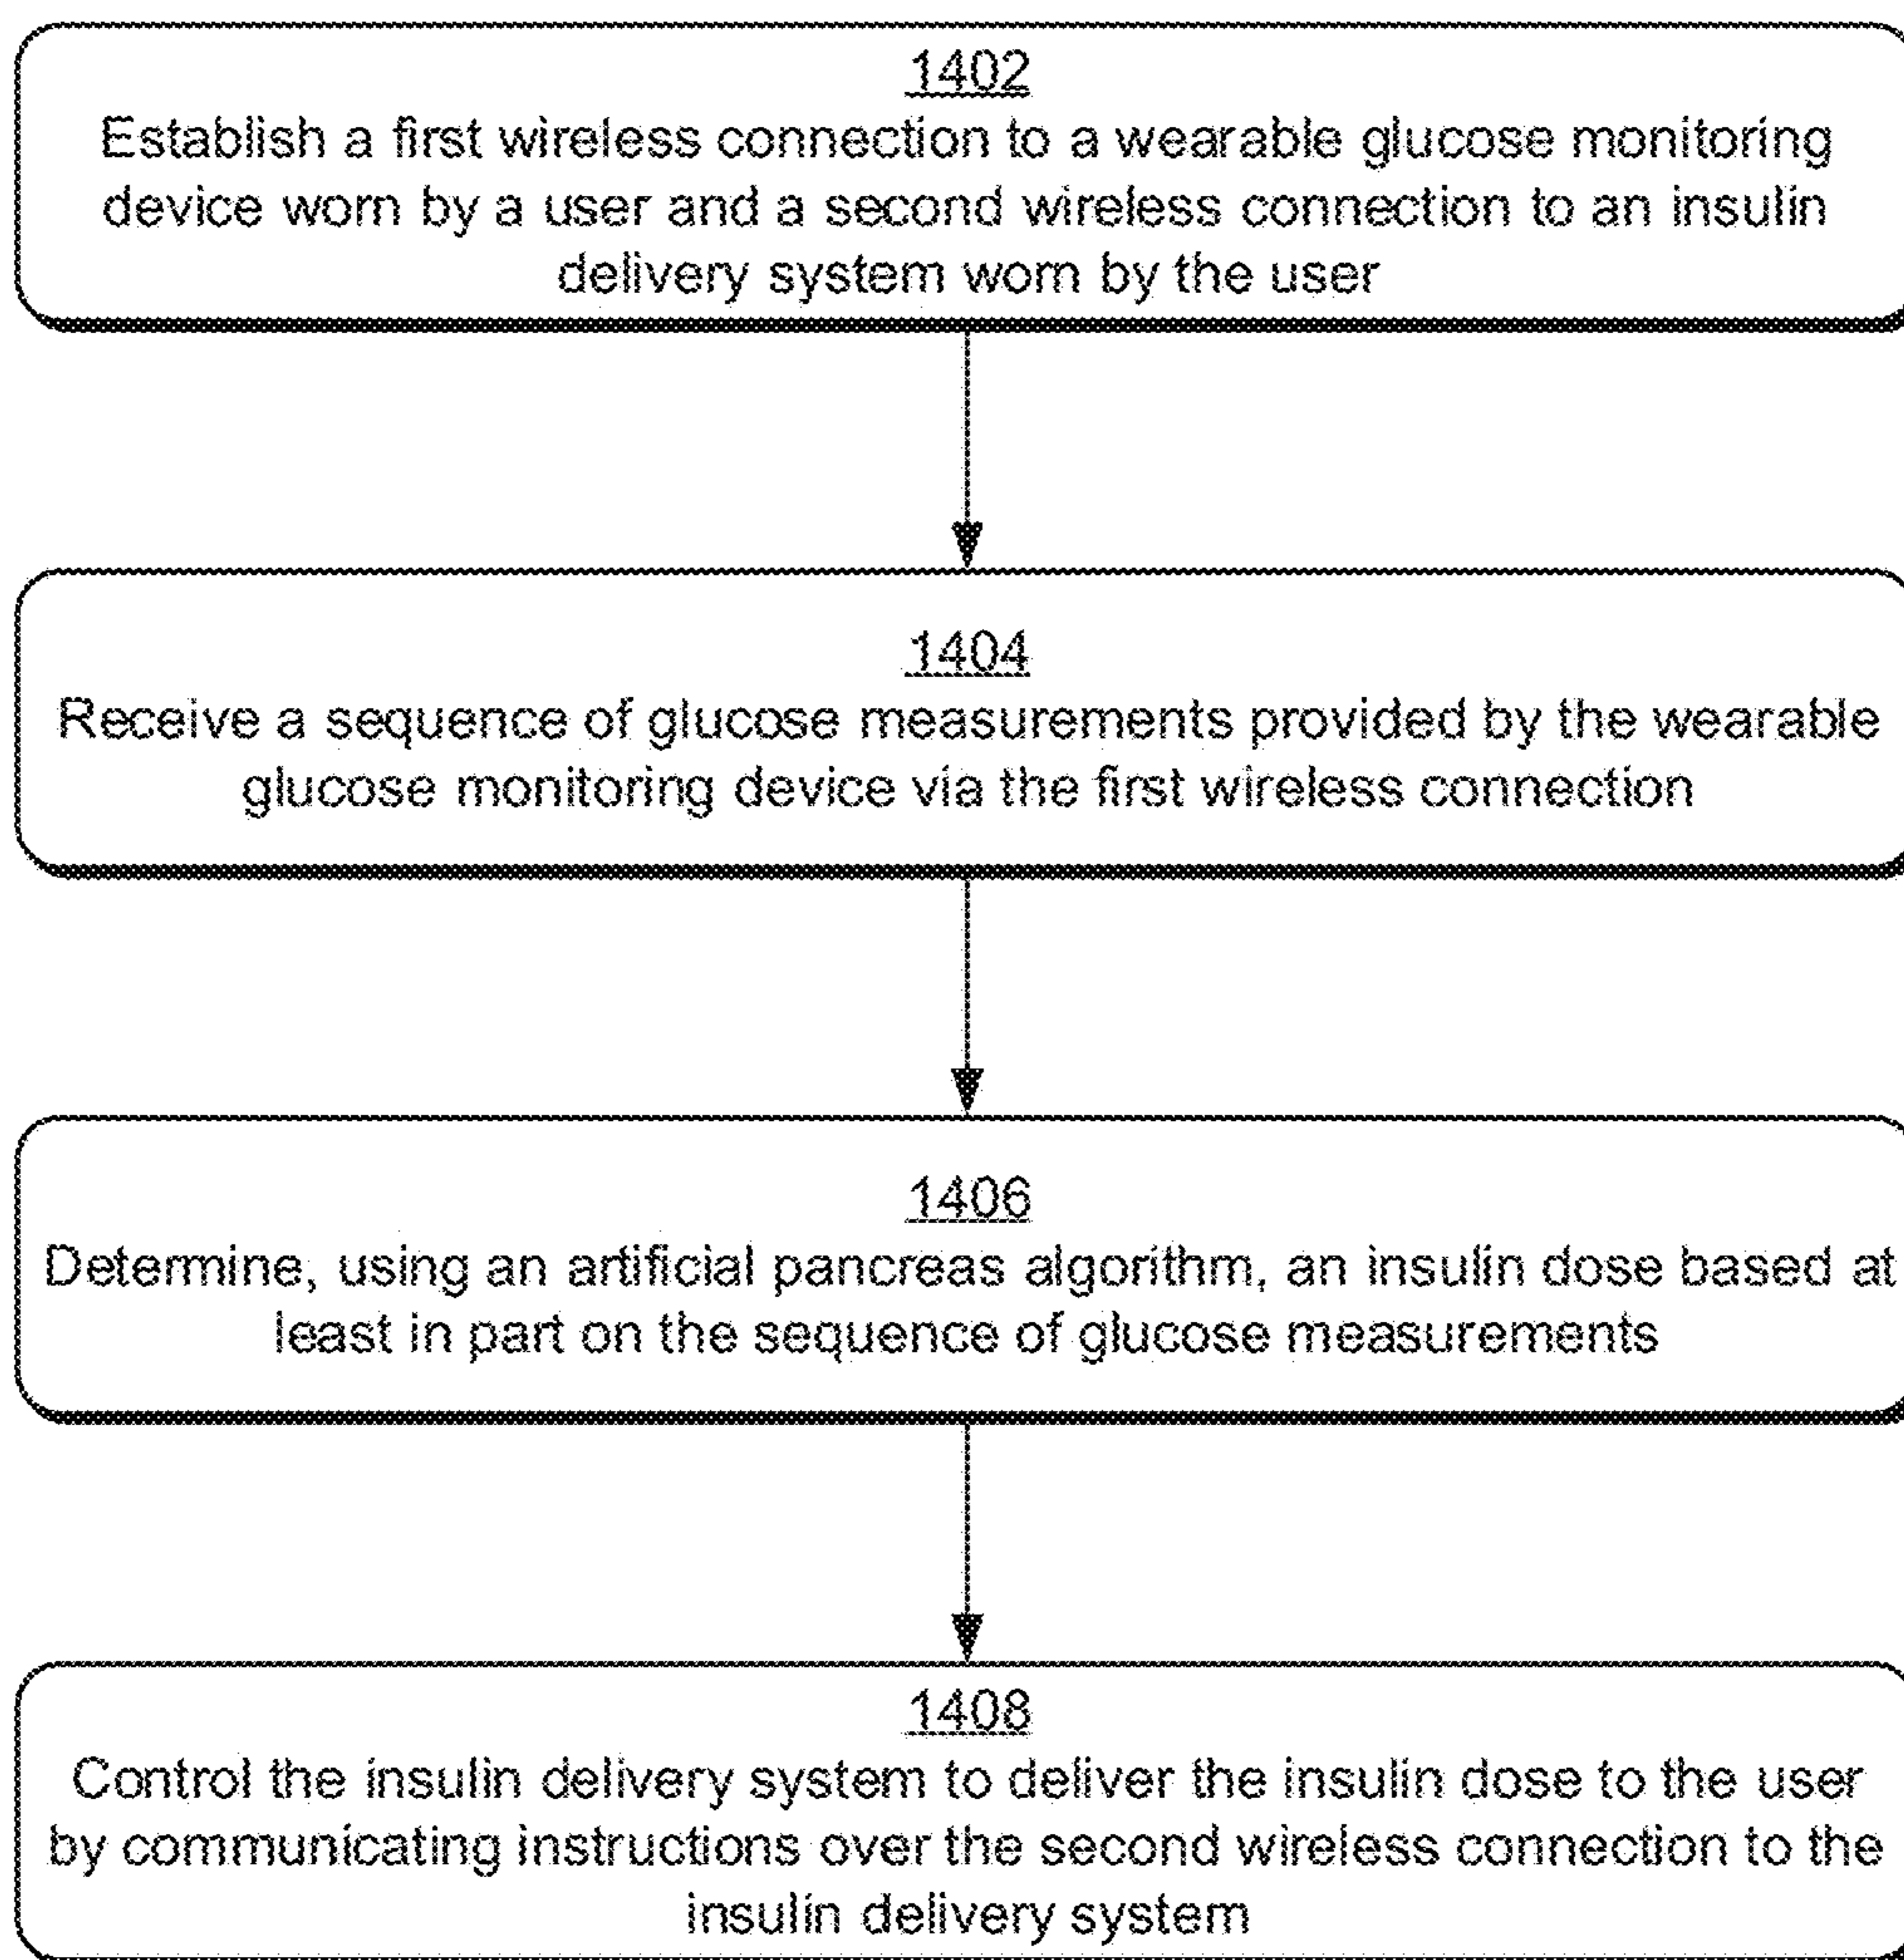 1402
Establish a first wireless connection to a wearable glucose monitoring
device worn by a user and a second wireless connection to an insulin
delivery system worn by the user
1404
Receive a sequence of glucose measurements provided by the wearable
glucose monitoring device via the first wireless connection
1406
Determine, using an artificial pancreas algorithm, an insulin dose based at
least in part on the sequence of glucose measurements
1408
Control the insulin delivery system to deliver the insulin dose to the user
by communicating instructions over the second wireless connection to the
insulin delivery system